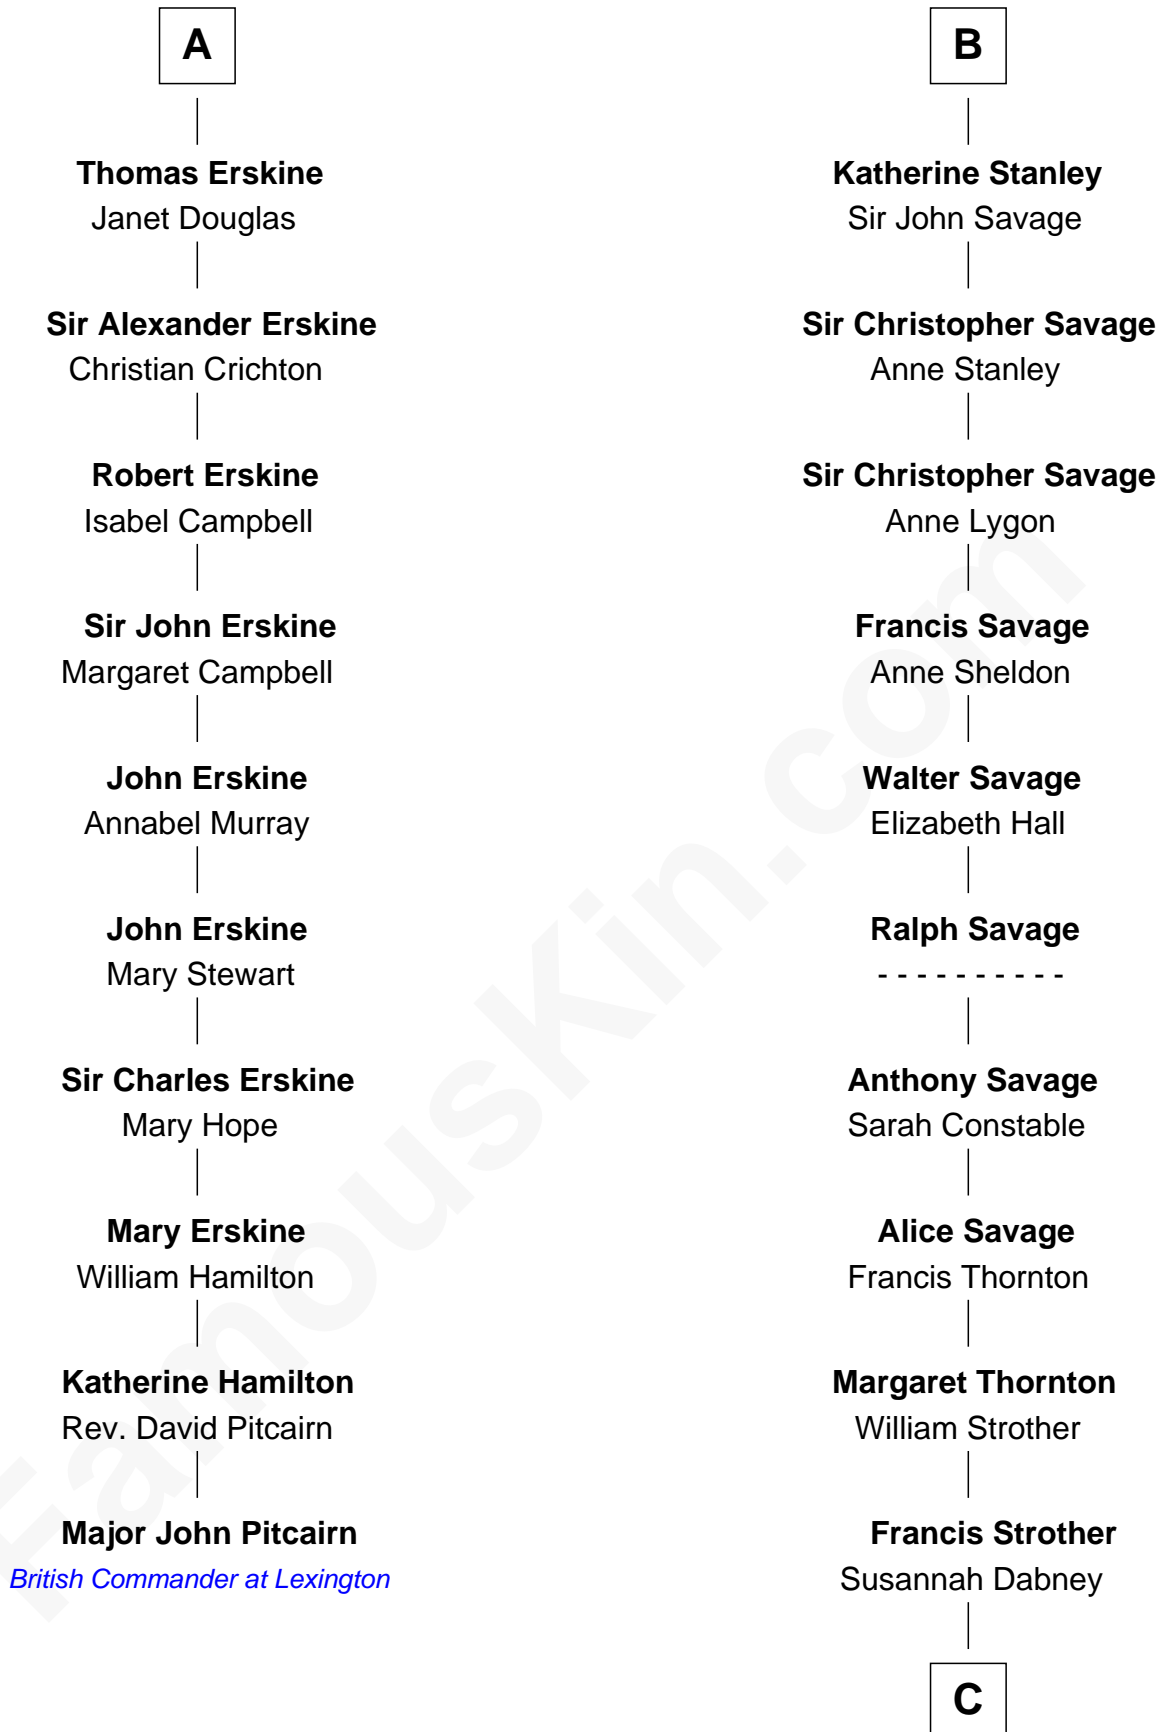 A
Thomas Erskine
Janet Douglas
Sir Alexander Erskine
Christian Crichton
Robert Erskine
Isabel Campbell
Sir John Erskine
Margaret Campbell
John Erskine
Annabel Murray
John Erskine
Mary Stewart
Sir Charles Erskine
Mary Hope
Mary Erskine
William Hamilton
Katherine Hamilton
Rev. David Pitcairn
Major John Pitcairn
British Commander at Lexington
B
Katherine Stanley
Sir John Savage
Sir Christopher Savage
Anne Stanley
Sir Christopher Savage
Anne Lygon
Francis Savage
Anne Sheldon
Walter Savage
Elizabeth Hall
Ralph Savage
- - - - - - - - - -
Anthony Savage
Sarah Constable
Alice Savage
Francis Thornton
Margaret Thornton
William Strother
Francis Strother
Susannah Dabney
C
FamousKin.com